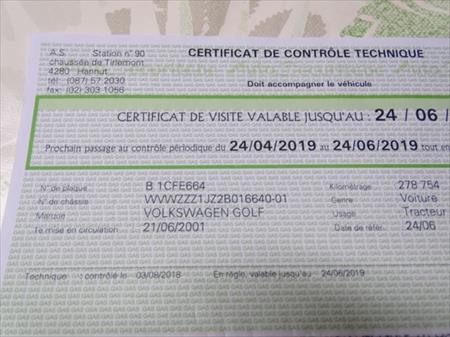 A.S. Station n° 90
chaussée de Tirlemont
4280 Hannut
tél: (087) 57 2030
fax: (02) 303 1056
CERTIFICAT DE CONTRÔLE TECHNIQUE
Doit accompagner le véhicule
CERTIFICAT DE VISITE VALABLE JUSQU'AU : 24 / 06 /
Prochain passage au contrôle périodique du 24/04/2019 au 24/06/2019 tout en
N° de plaque B 1CFE664 Kilométrage 278 754
N° de châssis WVWZZZ1JZ2B016640-01 Genre Voiture
Marque VOLKSWAGEN GOLF Usage Tracteur
1e mise en circulation 21/06/2001 Date de référ. 24/06
Technique : contrôlé le 03/08/2018 En règle, valable jusqu'au 24/06/2019